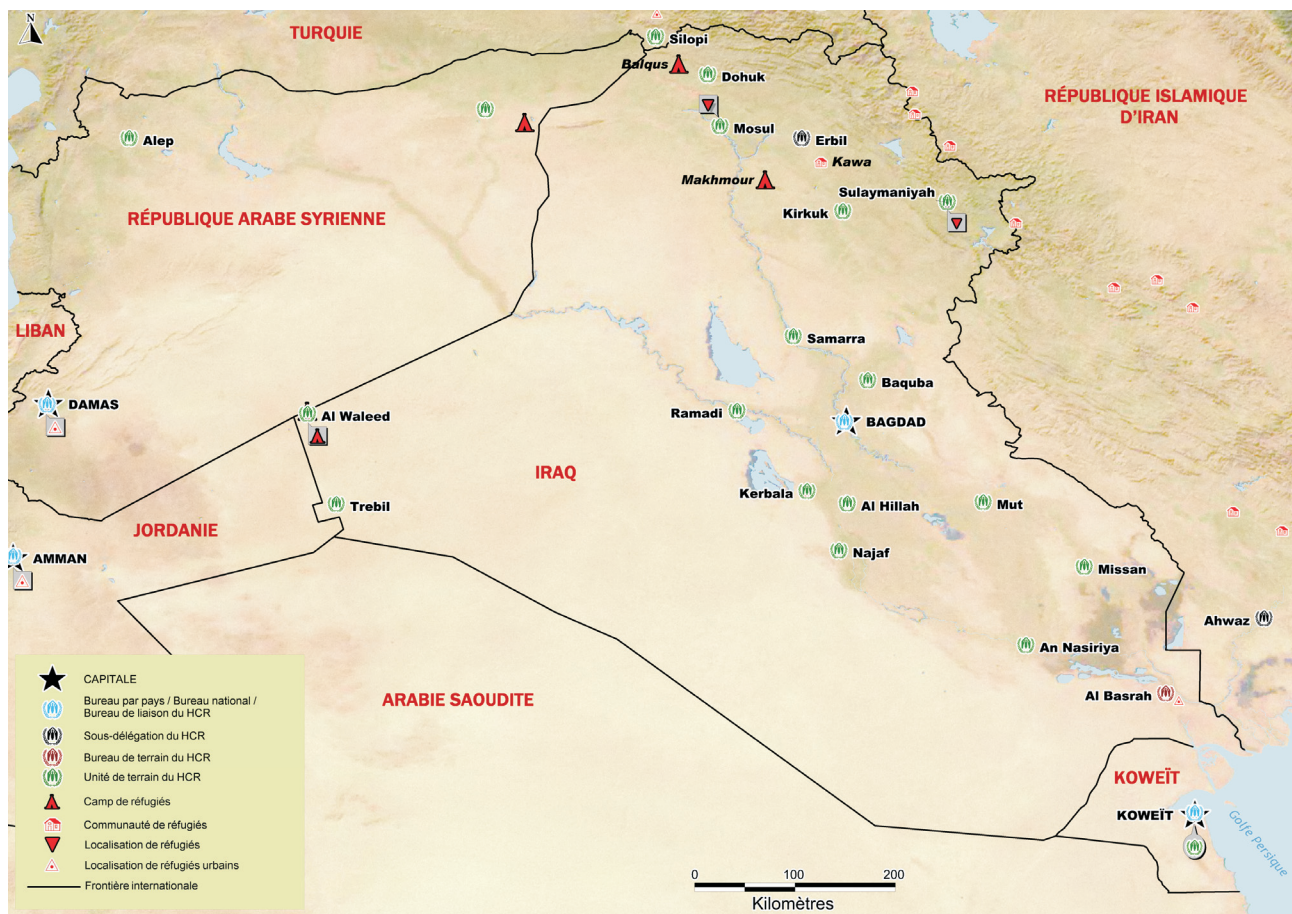 N
TURQUIE
Silopi
Balqus
Dohuk
RÉPUBLIQUE ISLAMIQUE
D'IRAN
Alep
Mosul
Erbil
Kawa
Makhmour
Sulaymaniyah
Kirkuk
RÉPUBLIQUE ARABE SYRIENNE
LIBAN
Samarra
Baquba
DAMAS
Al Waleed
Ramadi
BAGDAD
IRAQ
Kerbala
Al Hillah
Mut
Trebil
JORDANIE
AMMAN
Najaf
Missan
Ahwaz
An Nasiriya
Al Basrah
ARABIE SAOUDITE
KOWEÏT
KOWEÏT
Golfe Persique
CAPITALE
Bureau par pays / Bureau national /
Bureau de liaison du HCR
Sous-délégation du HCR
Bureau de terrain du HCR
Unité de terrain du HCR
Camp de réfugiés
Communauté de réfugiés
Localisation de réfugiés
Localisation de réfugiés urbains
Frontière internationale
0 100 200
Kilomètres